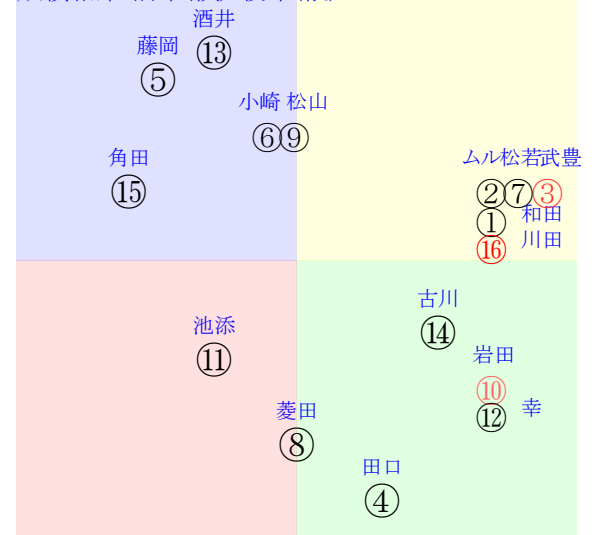 酒井
藤岡
⑬
⑤
小崎 松山
⑥⑨
角田
ムル松若武豊
⑮
②⑦③
①
和田
⑯
川田
古川
池添
⑭
⑪
岩田
⑩
菱田
⑫
幸
⑧
田口
④